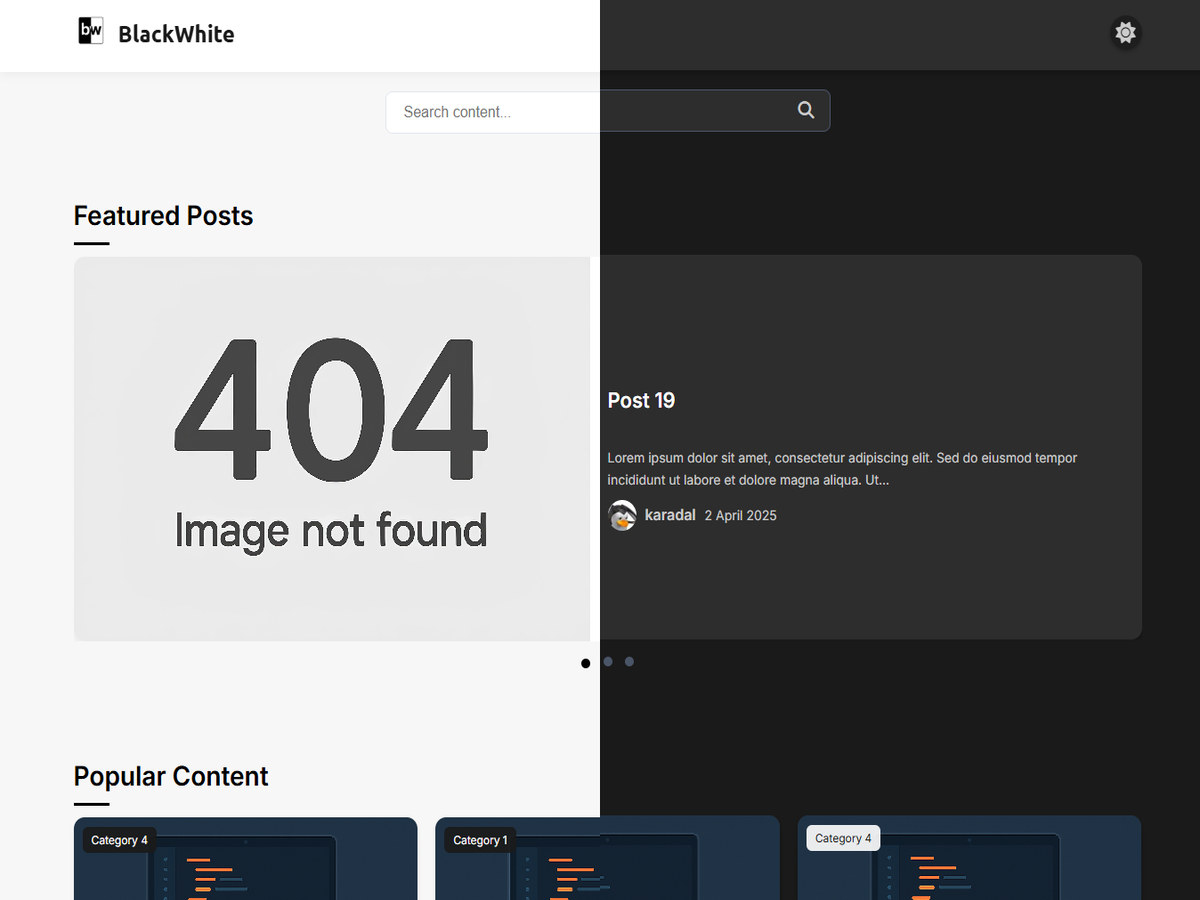 bw BlackWhite
Search content...
Featured Posts
404
Image not found
Post 19
Lorem ipsum dolor sit amet, consectetur adipiscing elit. Sed do eiusmod tempor
incididunt ut labore et dolore magna aliqua. Ut...
karadal 2 April 2025
Popular Content
Category 4
Category 1
Category 4